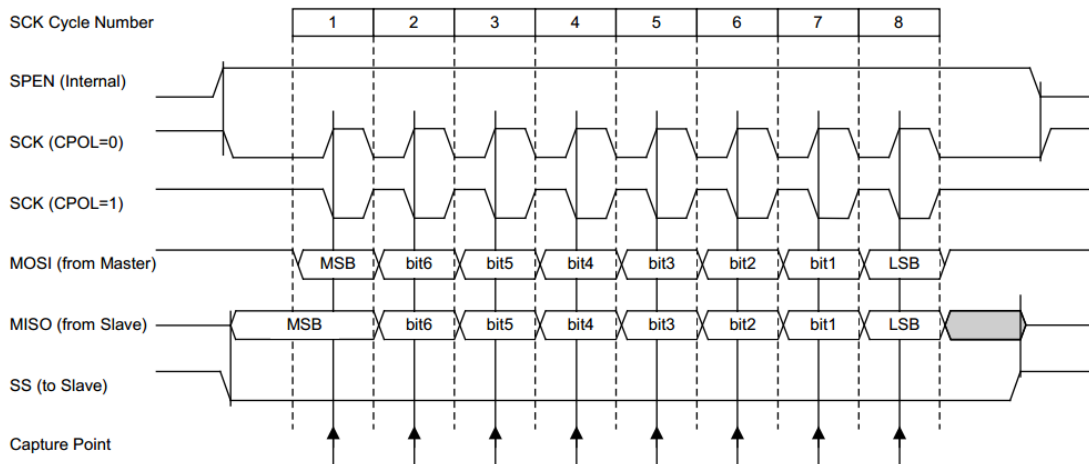 SCK Cycle Number 1 2 3 4 5 6 7 8
SPEN (Internal)
SCK (CPOL=0)
SCK (CPOL=1)
MOSI (from Master) MSB bit6 bit5 bit4 bit3 bit2 bit1 LSB
MISO (from Slave) MSB bit6 bit5 bit4 bit3 bit2 bit1 LSB
SS (to Slave)
Capture Point